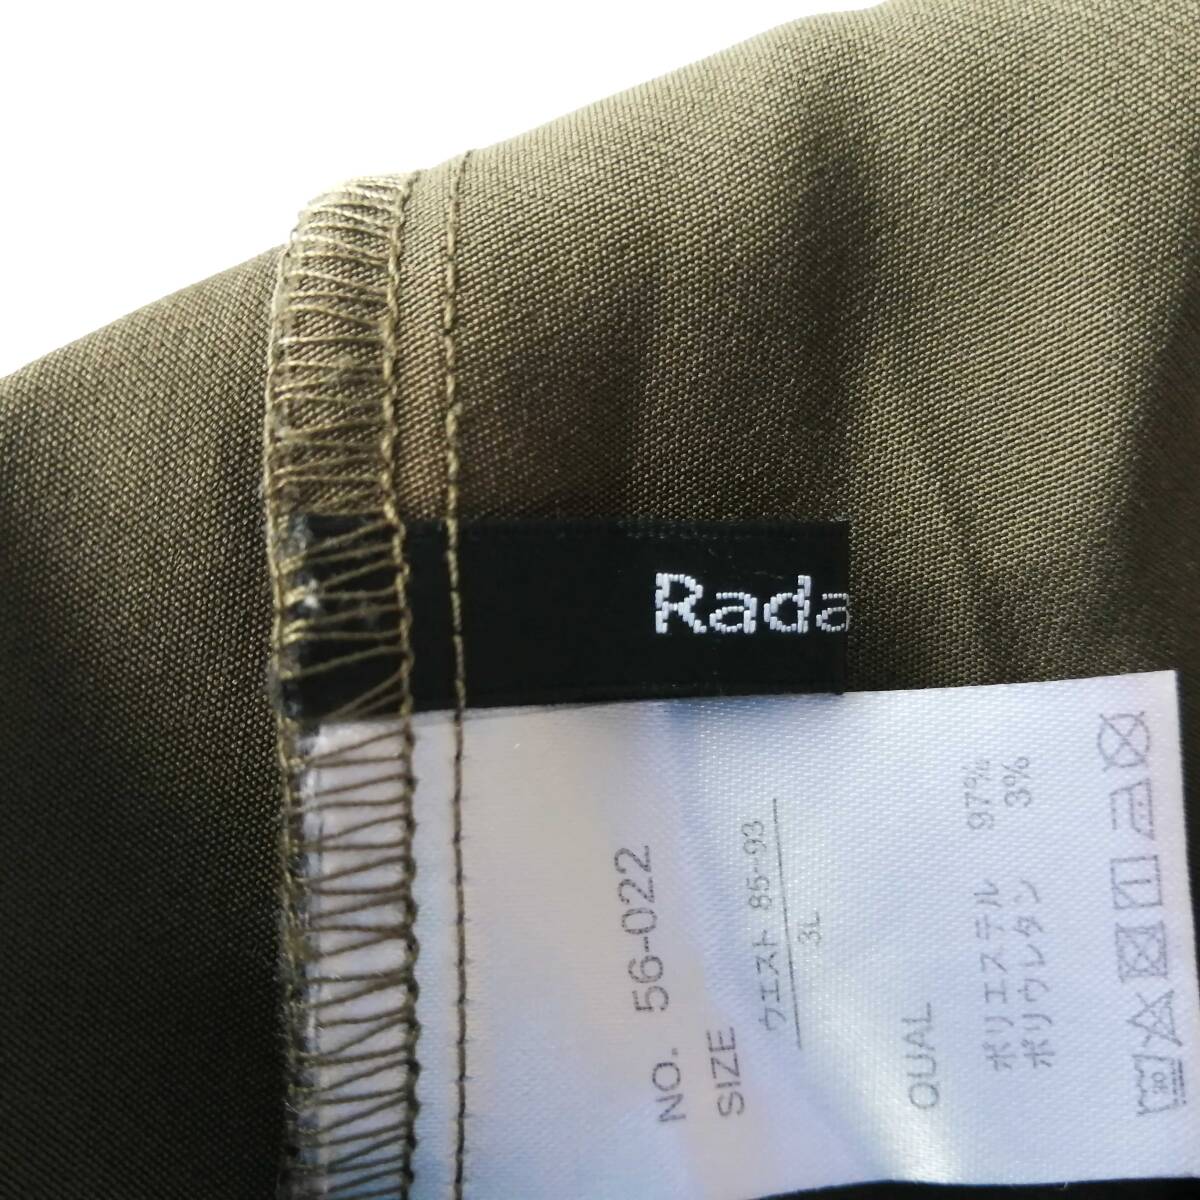 Rada
NO. 56-022
SIZE
ウエスト 85-93
3L
QUAL
ポリエステル 97%
ポリウレタン 3%
30